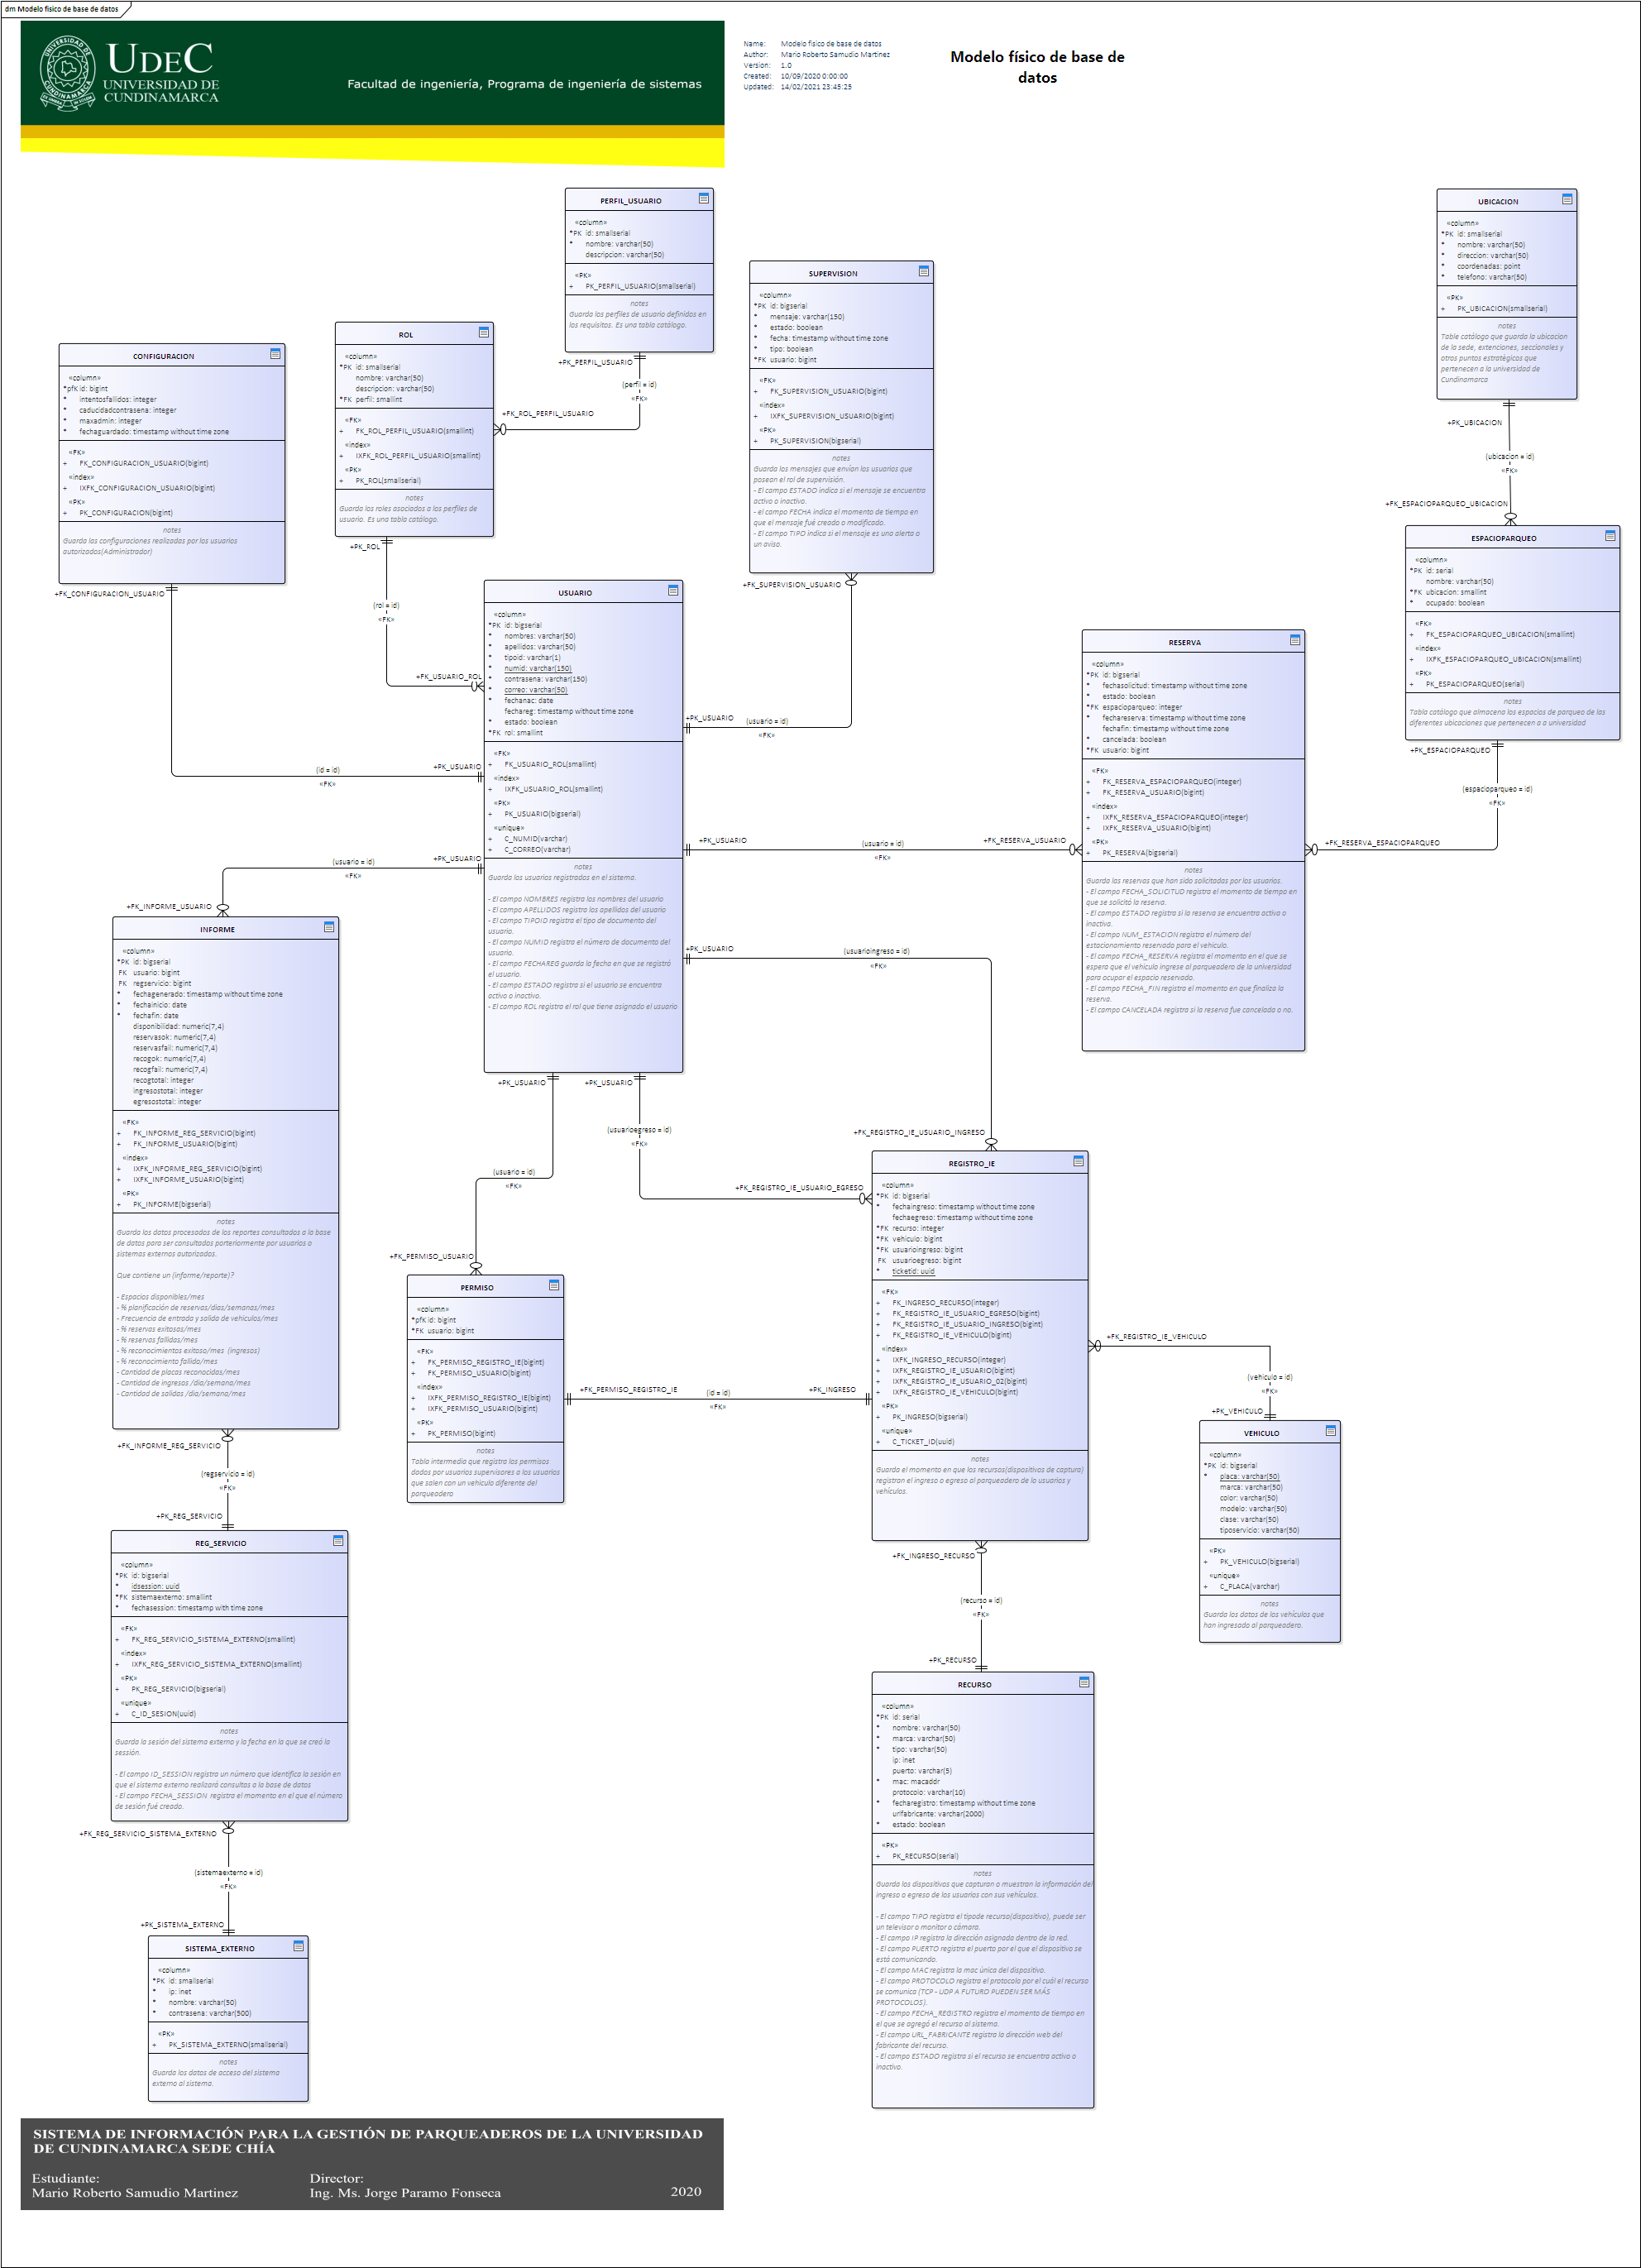 dm Modelo fisico de base de datos
UDEC
UNIVERSIDAD DE
CUNDINAMARCA
Facultad de ingeniería, Programa de ingeniería de sistemas
Name: Modelo fisico de base de datos
Author: Mario Roberto Samudio Martinez
Version: 1.0
Created: 10/09/2020 0:00:00
Updated: 14/02/2021 23:45:25
Modelo físico de base de
datos
PERFIL_USUARIO
«column»
*PK id: smallserial
* nombre: varchar(50)
descripcion: varchar(50)
«PK»
+ PK_PERFIL_USUARIO(smallserial)
notes
Guarda los perfiles de usuario definidos en
los requisitos. Es una tabla catálogo.
+PK_PERFIL_USUARIO
(perfil = id)
«FK»
+FK_ROL_PERFIL_USUARIO
UBICACION
«column»
*PK id: smallserial
* nombre: varchar(50)
* direccion: varchar(50)
* coordenadas: point
* telefono: varchar(50)
«PK»
+ PK_UBICACION(smallserial)
notes
Table catálogo que guarda la ubicacion
de la sede, extenciones, seccionales y
otros puntos estratégicos que
pertenecen a la universidad de
Cundinamarca
+PK_UBICACION
(ubicacion = id)
«FK»
+FK_ESPACIOPARQUEO_UBICACION
SUPERVISION
«column»
*PK id: bigserial
* mensaje: varchar(150)
* estado: boolean
* fecha: timestamp without time zone
* tipo: boolean
*FK usuario: bigint
«FK»
+ FK_SUPERVISION_USUARIO(bigint)
«index»
+ IXFK_SUPERVISION_USUARIO(bigint)
«PK»
+ PK_SUPERVISION(bigserial)
notes
Guarda los mensajes que envían los usuarios que
posean el rol de supervisión.
- El campo ESTADO indica si el mensaje se encuentra
activo o inactivo.
- el campo FECHA indica el momento de tiempo en
que el mensaje fué creado o modificado.
- El campo TIPO indica si el mensaje es una alerta o
un aviso.
+FK_SUPERVISION_USUARIO
ROL
«column»
*PK id: smallserial
nombre: varchar(50)
descripcion: varchar(50)
*FK perfil: smallint
«FK»
+ FK_ROL_PERFIL_USUARIO(smallint)
«index»
+ IXFK_ROL_PERFIL_USUARIO(smallint)
«PK»
+ PK_ROL(smallserial)
notes
Guarda los roles asociados a los perfiles de
usuario. Es una tabla catálogo.
+PK_ROL
(rol = id)
«FK»
+FK_USUARIO_ROL
CONFIGURACION
«column»
*pfK id: bigint
* intentosfallidos: integer
* caducidadcontrasena: integer
* maxadmin: integer
* fechaguardado: timestamp without time zone
«FK»
+ FK_CONFIGURACION_USUARIO(bigint)
«index»
+ IXFK_CONFIGURACION_USUARIO(bigint)
«PK»
+ PK_CONFIGURACION(bigint)
notes
Guarda las configuraciones realizadas por los usuarios
autorizados(Administrador)
+FK_CONFIGURACION_USUARIO
(id = id)
«FK»
+PK_USUARIO
ESPACIOPARQUEO
«column»
*PK id: serial
nombre: varchar(50)
*FK ubicacion: smallint
* ocupado: boolean
«FK»
+ FK_ESPACIOPARQUEO_UBICACION(smallint)
«index»
+ IXFK_ESPACIOPARQUEO_UBICACION(smallint)
«PK»
+ PK_ESPACIOPARQUEO(serial)
notes
Tabla catálogo que almacena los espacios de parqueo de las
diferentes ubicaciones que pertenecen a a universidad
+PK_ESPACIOPARQUEO
(espacioparqueo = id)
«FK»
+FK_RESERVA_ESPACIOPARQUEO
USUARIO
«column»
*PK id: bigserial
* nombres: varchar(50)
* apellidos: varchar(50)
* tipoid: varchar(1)
* numid: varchar(150)
* contrasena: varchar(150)
* correo: varchar(50)
* fechanac: date
fechareg: timestamp without time zone
* estado: boolean
*FK rol: smallint
«FK»
+ FK_USUARIO_ROL(smallint)
«index»
+ IXFK_USUARIO_ROL(smallint)
«PK»
+ PK_USUARIO(bigserial)
«unique»
+ C_NUMID(varchar)
+ C_CORREO(varchar)
notes
Guarda los usuarios registrados en el sistema.
- El campo NOMBRES registra los nombres del usuario
- El campo APELLIDOS registra los apellidos del usuario
- El campo TIPOID registra el tipo de documento del
usuario.
- El campo NUMID registra el número de documento del
usuario.
- El campo FECHAREG guarda la fecha en que se registró
el usuario.
- El campo ESTADO registra si el usuario se encuentra
activo o inactivo.
- El campo ROL registra el rol que tiene asignado el usuario
+PK_USUARIO
(usuario = id)
«FK»
RESERVA
«column»
*PK id: bigserial
* fechasolicitud: timestamp without time zone
* estado: boolean
*FK espacioparqueo: integer
* fechareserva: timestamp without time zone
fechafin: timestamp without time zone
* cancelada: boolean
*FK usuario: bigint
«FK»
+ FK_RESERVA_ESPACIOPARQUEO(integer)
+ FK_RESERVA_USUARIO(bigint)
«index»
+ IXFK_RESERVA_ESPACIOPARQUEO(integer)
+ IXFK_RESERVA_USUARIO(bigint)
«PK»
+ PK_RESERVA(bigserial)
notes
Guarda las reservas que han sido solicitadas por los usuarios.
- El campo FECHA_SOLICITUD registra el momento de tiempo en
que se solicitó la reserva.
- El campo ESTADO registra si la reserva se encuentra activa o
inactiva.
- El campo NUM_ESTACION registra el número del
estacionamiento reservado para el vehiculo.
- El campo FECHA_RESERVA registra el momento en el que se
espera que el vehiculo ingrese al parqueadero de la universidad
para ocupar el espacio reservado.
- El campo FECHA_FIN registra el momento en que finaliza la
reserva.
- El campo CANCELADA registra si la reserva fue cancelada o no.
+PK_USUARIO
(usuario = id)
«FK»
+FK_RESERVA_USUARIO
+PK_USUARIO
(usuario = id)
«FK»
+FK_INFORME_USUARIO
+PK_USUARIO
(usuarioingreso = id)
«FK»
+FK_REGISTRO_IE_USUARIO_INGRESO
INFORME
«column»
*PK id: bigserial
FK usuario: bigint
FK regservicio: bigint
* fechagenerado: timestamp without time zone
* fechainicio: date
* fechafin: date
disponibilidad: numeric(7,4)
reservasok: numeric(7,4)
reservasfail: numeric(7,4)
recogok: numeric(7,4)
recogfail: numeric(7,4)
recogtotal: integer
ingresostotal: integer
egresostotal: integer
«FK»
+ FK_INFORME_REG_SERVICIO(bigint)
+ FK_INFORME_USUARIO(bigint)
«index»
+ IXFK_INFORME_REG_SERVICIO(bigint)
+ IXFK_INFORME_USUARIO(bigint)
«PK»
+ PK_INFORME(bigserial)
notes
Guarda los datos procesados de los reportes consultados a la base
de datos para ser consultados porteriormente por usuarios o
sistemas externos autorizados.
Que contiene un (informe/reporte)?
- Espacios disponibles/mes
- % planificación de reservas/dias/semanas/mes
- Frecuencia de entrada y salida de vehiculos/mes
- % reservas exitosas/mes
- % reservas fallidas/mes
- % reconocimientos exitoso/mes (ingresos)
- % reconocimiento fallido/mes
- Cantidad de placas reconocidas/mes
- Cantidad de ingresos /dia/semana/mes
- Cantidad de salidas /dia/semana/mes
+FK_INFORME_REG_SERVICIO
(regservicio = id)
«FK»
+PK_REG_SERVICIO
+PK_USUARIO
(usuario = id)
«FK»
+FK_PERMISO_USUARIO
+PK_USUARIO
(usuarioegreso = id)
«FK»
+FK_REGISTRO_IE_USUARIO_EGRESO
REGISTRO_IE
«column»
*PK id: bigserial
* fechaingreso: timestamp without time zone
fechaegreso: timestamp without time zone
*FK recurso: integer
*FK vehiculo: bigint
*FK usuarioingreso: bigint
FK usuarioegreso: bigint
* ticketid: uuid
«FK»
+ FK_INGRESO_RECURSO(integer)
+ FK_REGISTRO_IE_USUARIO_EGRESO(bigint)
+ FK_REGISTRO_IE_USUARIO_INGRESO(bigint)
+ FK_REGISTRO_IE_VEHICULO(bigint)
«index»
+ IXFK_INGRESO_RECURSO(integer)
+ IXFK_REGISTRO_IE_USUARIO(bigint)
+ IXFK_REGISTRO_IE_USUARIO_02(bigint)
+ IXFK_REGISTRO_IE_VEHICULO(bigint)
«PK»
+ PK_INGRESO(bigserial)
«unique»
+ C_TICKET_ID(uuid)
notes
Guarda el momento en que los recursos(dispositivos de captura)
registran el ingreso o egreso al parqueadero de lo usuarios y
vehículos.
PERMISO
«column»
*pfK id: bigint
*FK usuario: bigint
«FK»
+ FK_PERMISO_REGISTRO_IE(bigint)
+ FK_PERMISO_USUARIO(bigint)
«index»
+ IXFK_PERMISO_REGISTRO_IE(bigint)
+ IXFK_PERMISO_USUARIO(bigint)
«PK»
+ PK_PERMISO(bigint)
notes
Tabla intermedia que registra los permisos
dados por usuarios supervisores a los usuarios
que salen con un vehiculo diferente del
parqueadero
+FK_PERMISO_REGISTRO_IE
(id = id)
«FK»
+PK_INGRESO
+FK_REGISTRO_IE_VEHICULO
(vehiculo = id)
«FK»
+PK_VEHICULO
VEHICULO
«column»
*PK id: bigserial
* placa: varchar(50)
marca: varchar(50)
color: varchar(50)
modelo: varchar(50)
clase: varchar(50)
tiposervicio: varchar(50)
«PK»
+ PK_VEHICULO(bigserial)
«unique»
+ C_PLACA(varchar)
notes
Guarda los datos de los vehículos que
han ingresado al parqueadero.
REG_SERVICIO
«column»
*PK id: bigserial
* idsession: uuid
*FK sistemaexterno: smallint
* fechasession: timestamp with time zone
«FK»
+ FK_REG_SERVICIO_SISTEMA_EXTERNO(smallint)
«index»
+ IXFK_REG_SERVICIO_SISTEMA_EXTERNO(smallint)
«PK»
+ PK_REG_SERVICIO(bigserial)
«unique»
+ C_ID_SESION(uuid)
notes
Guarda la sesión del sistema externo y la fecha en la que se creó la
sessión.
- El campo ID_SESSION registra un número que identifica la sesión en
que el sistema externo realizará consultas a la base de datos
- El campo FECHA_SESSION registra el momento en el que el número
de sesión fué creado.
+FK_REG_SERVICIO_SISTEMA_EXTERNO
(sistemaexterno = id)
«FK»
+PK_SISTEMA_EXTERNO
+FK_INGRESO_RECURSO
(recurso = id)
«FK»
+PK_RECURSO
RECURSO
«column»
*PK id: serial
* nombre: varchar(50)
* marca: varchar(50)
* tipo: varchar(50)
ip: inet
puerto: varchar(5)
* mac: macaddr
protocolo: varchar(10)
* fecharegistro: timestamp without time zone
urlfabricante: varchar(2000)
* estado: boolean
«PK»
+ PK_RECURSO(serial)
notes
Guarda los dispositivos que capturan o muestran la información del
ingreso o egreso de los usuarios con sus vehículos.
- El campo TIPO registra el tipode recurso(dispositivo), puede ser
un televisor o monitor o cámara.
- El campo IP registra la dirección asignada dentro de la red.
- El campo PUERTO registra el puerto por el que el dispositivo se
está comunicando.
- El campo MAC registra la mac única del dispositivo.
- El campo PROTOCOLO registra el protocolo por el cuál el recurso
se comunica (TCP - UDP A FUTURO PUEDEN SER MÁS
PROTOCOLOS).
- El campo FECHA_REGISTRO registra el momento de tiempo en
el que se agregó el recurso al sistema.
- El campo URL_FABRICANTE registra la dirección web del
fabricante del recurso.
- El campo ESTADO registra si el recurso se encuentra activo o
inactivo.
SISTEMA_EXTERNO
«column»
*PK id: smallserial
* ip: inet
* nombre: varchar(50)
* contrasena: varchar(500)
«PK»
+ PK_SISTEMA_EXTERNO(smallserial)
notes
Guarda los datos de acceso del sistema
externo al sistema.
SISTEMA DE INFORMACIÓN PARA LA GESTIÓN DE PARQUEADEROS DE LA UNIVERSIDAD
DE CUNDINAMARCA SEDE CHÍA
Estudiante:
Mario Roberto Samudio Martinez
Director:
Ing. Ms. Jorge Paramo Fonseca
2020